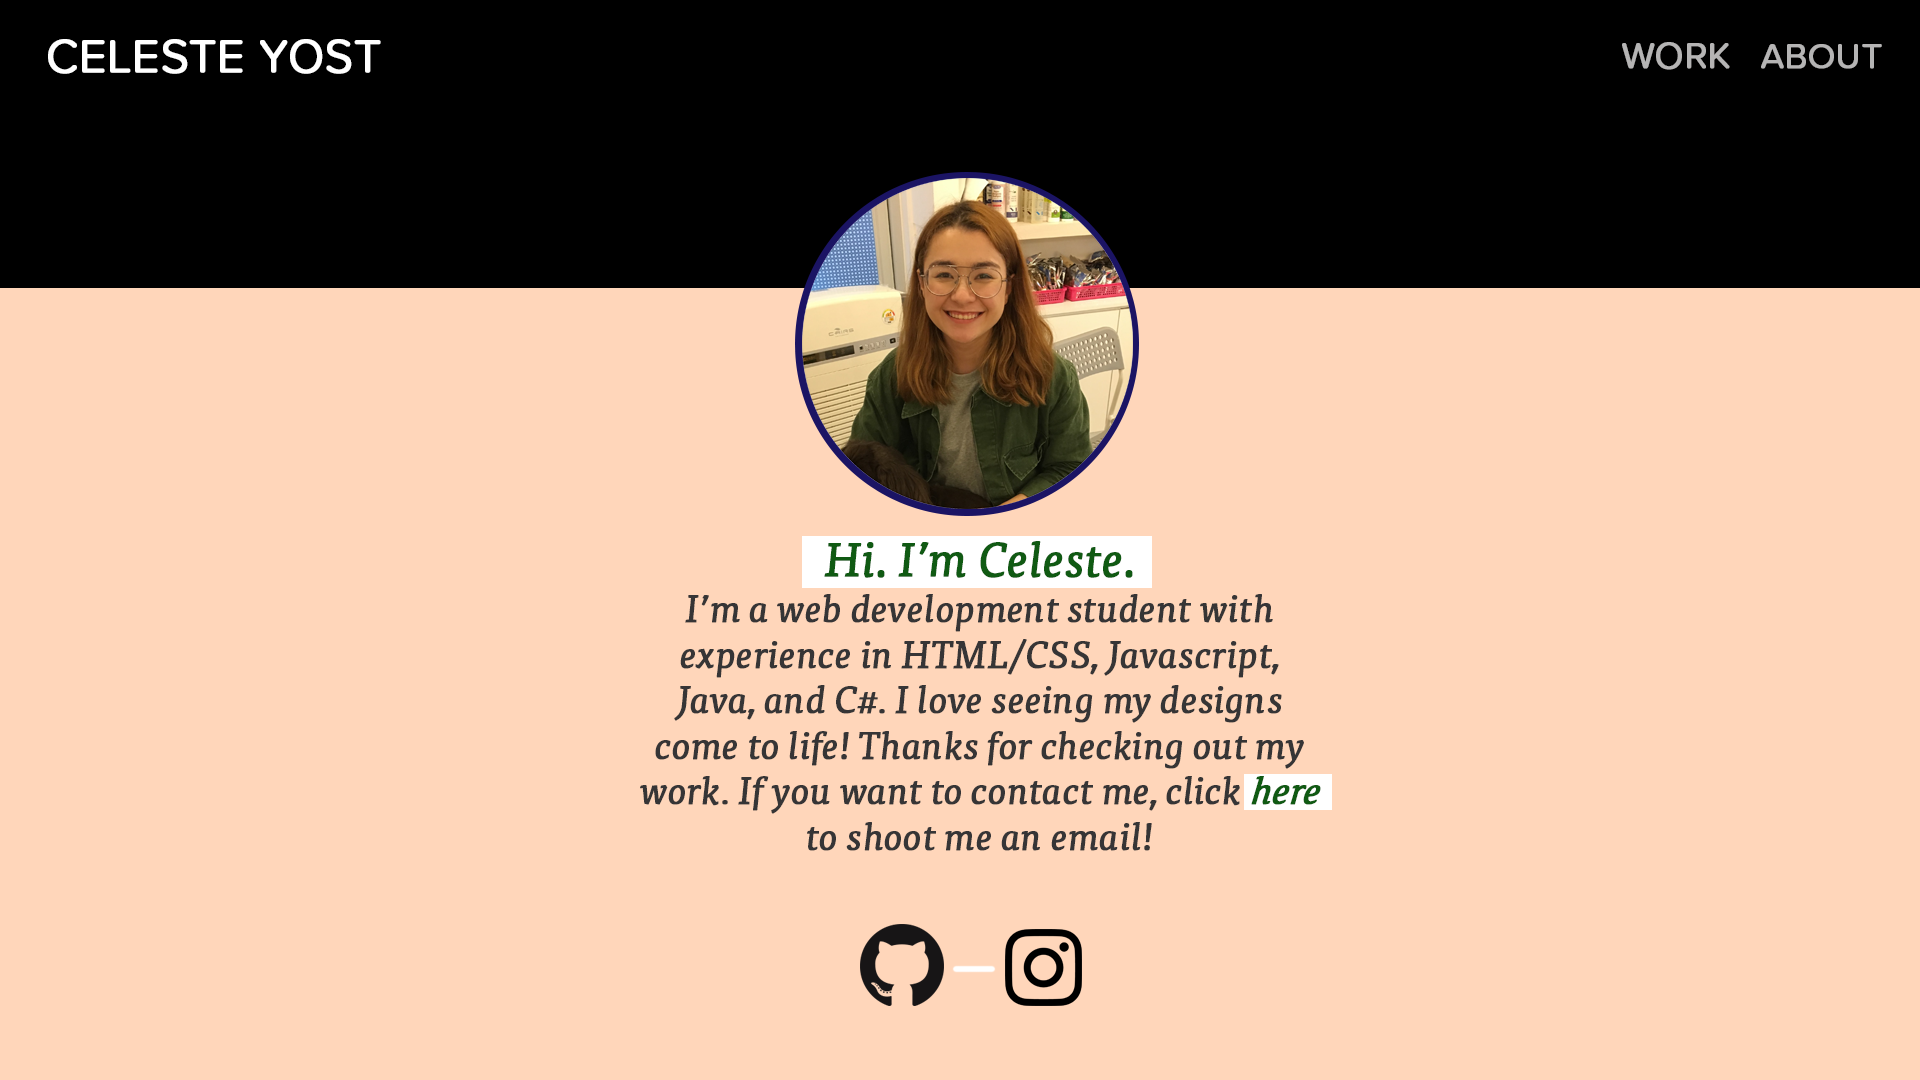 CELESTE YOST
WORK ABOUT
Hi. I’m Celeste.
I’m a web development student with
experience in HTML/CSS, Javascript,
Java, and C#. I love seeing my designs
come to life! Thanks for checking out my
work. If you want to contact me, click here
to shoot me an email!